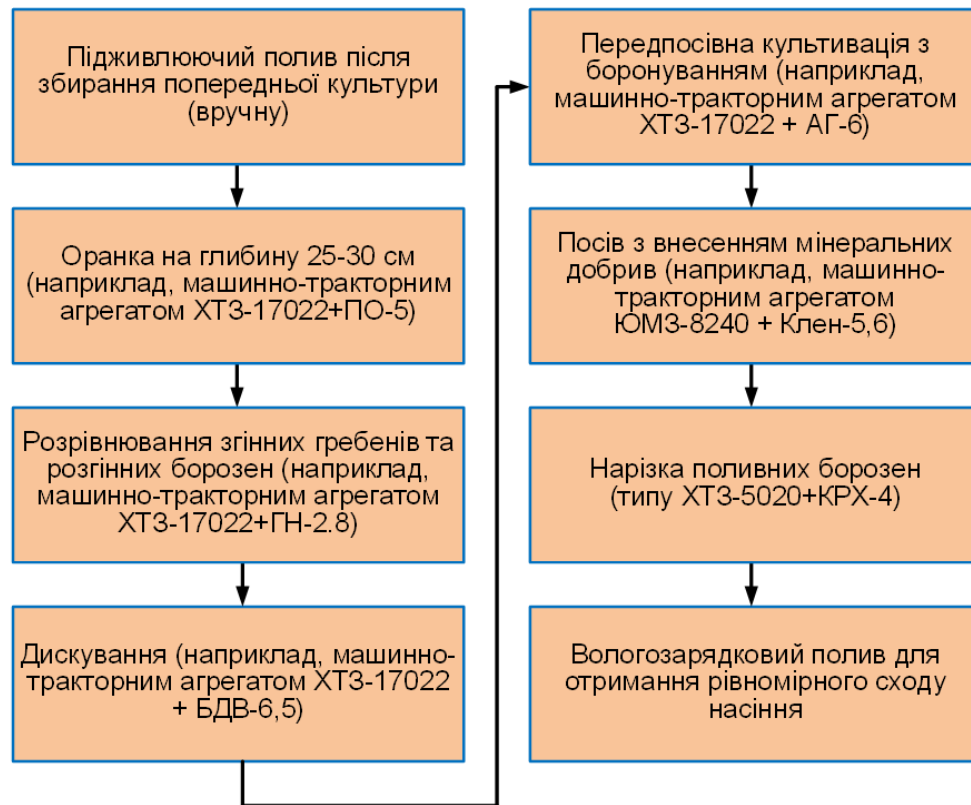 Підживлюючий полив після
збирання попередньої культури
(вручну)
Оранка на глибину 25-30 см
(наприклад, машинно-тракторним
агрегатом ХТЗ-17022+ПО-5)
Розрівнювання згінних гребенів та
розгінних борозен (наприклад,
машинно-тракторним агрегатом
ХТЗ-17022+ГН-2.8)
Дискування (наприклад, машинно-
тракторним агрегатом ХТЗ-17022
+ БДВ-6,5)
Передпосівна культивація з
боронуванням (наприклад,
машинно-тракторним агрегатом
ХТЗ-17022 + АГ-6)
Посів з внесенням мінеральних
добрив (наприклад, машинно-
тракторним агрегатом
ЮМЗ-8240 + Клен-5,6)
Нарізка поливних борозен
(типу ХТЗ-5020+КРХ-4)
Вологозарядковий полив для
отримання рівномірного сходу
насіння